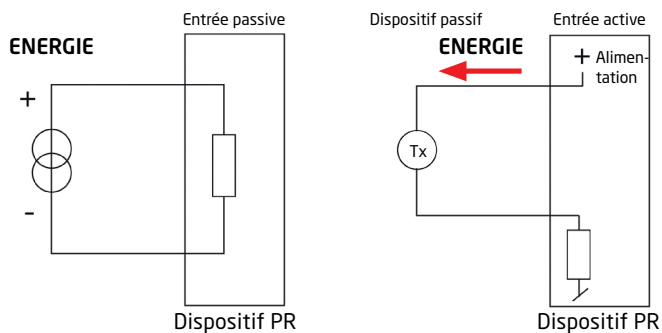 Entrée passive
ENERGIE
+
-
Dispositif PR
Dispositif passif
Entrée active
ENERGIE
+ Alimen-
tation
Tx
Dispositif PR